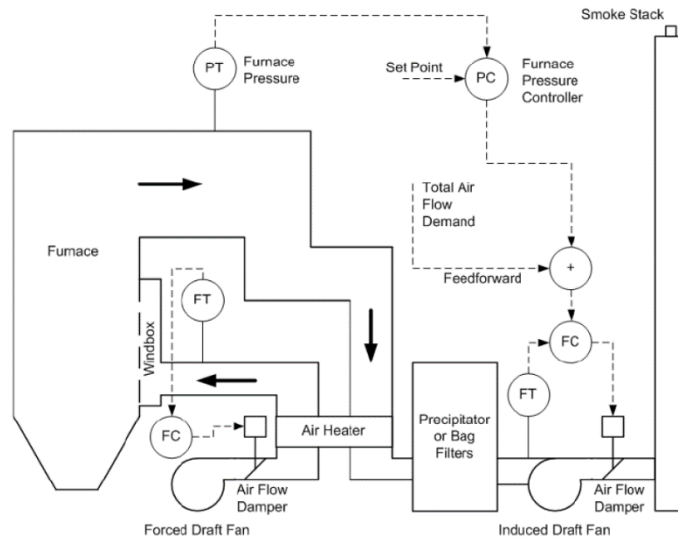 Smoke Stack
PT
Furnace
Pressure
Set Point
PC
Furnace
Pressure
Controller
Total Air
Flow
Demand
Furnace
Feedforward
+
FT
Windbox
FC
FT
FC
Air Heater
Precipitator
or Bag
Filters
Air Flow
Damper
Air Flow
Damper
Forced Draft Fan
Induced Draft Fan